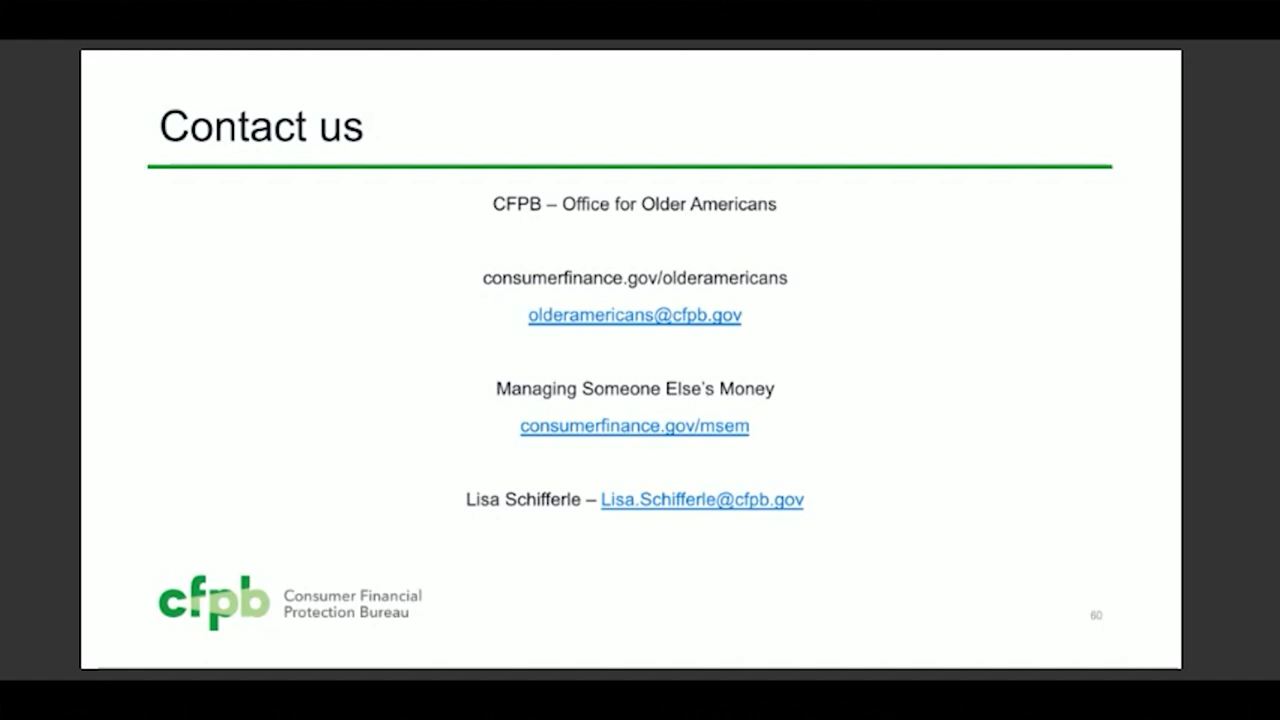 Contact us
CFPB – Office for Older Americans
consumerfinance.gov/olderamericans
olderamericans@cfpb.gov
Managing Someone Else's Money
consumerfinance.gov/msem
Lisa Schifferle – Lisa.Schifferle@cfpb.gov
cfpb Consumer Financial
Protection Bureau
60